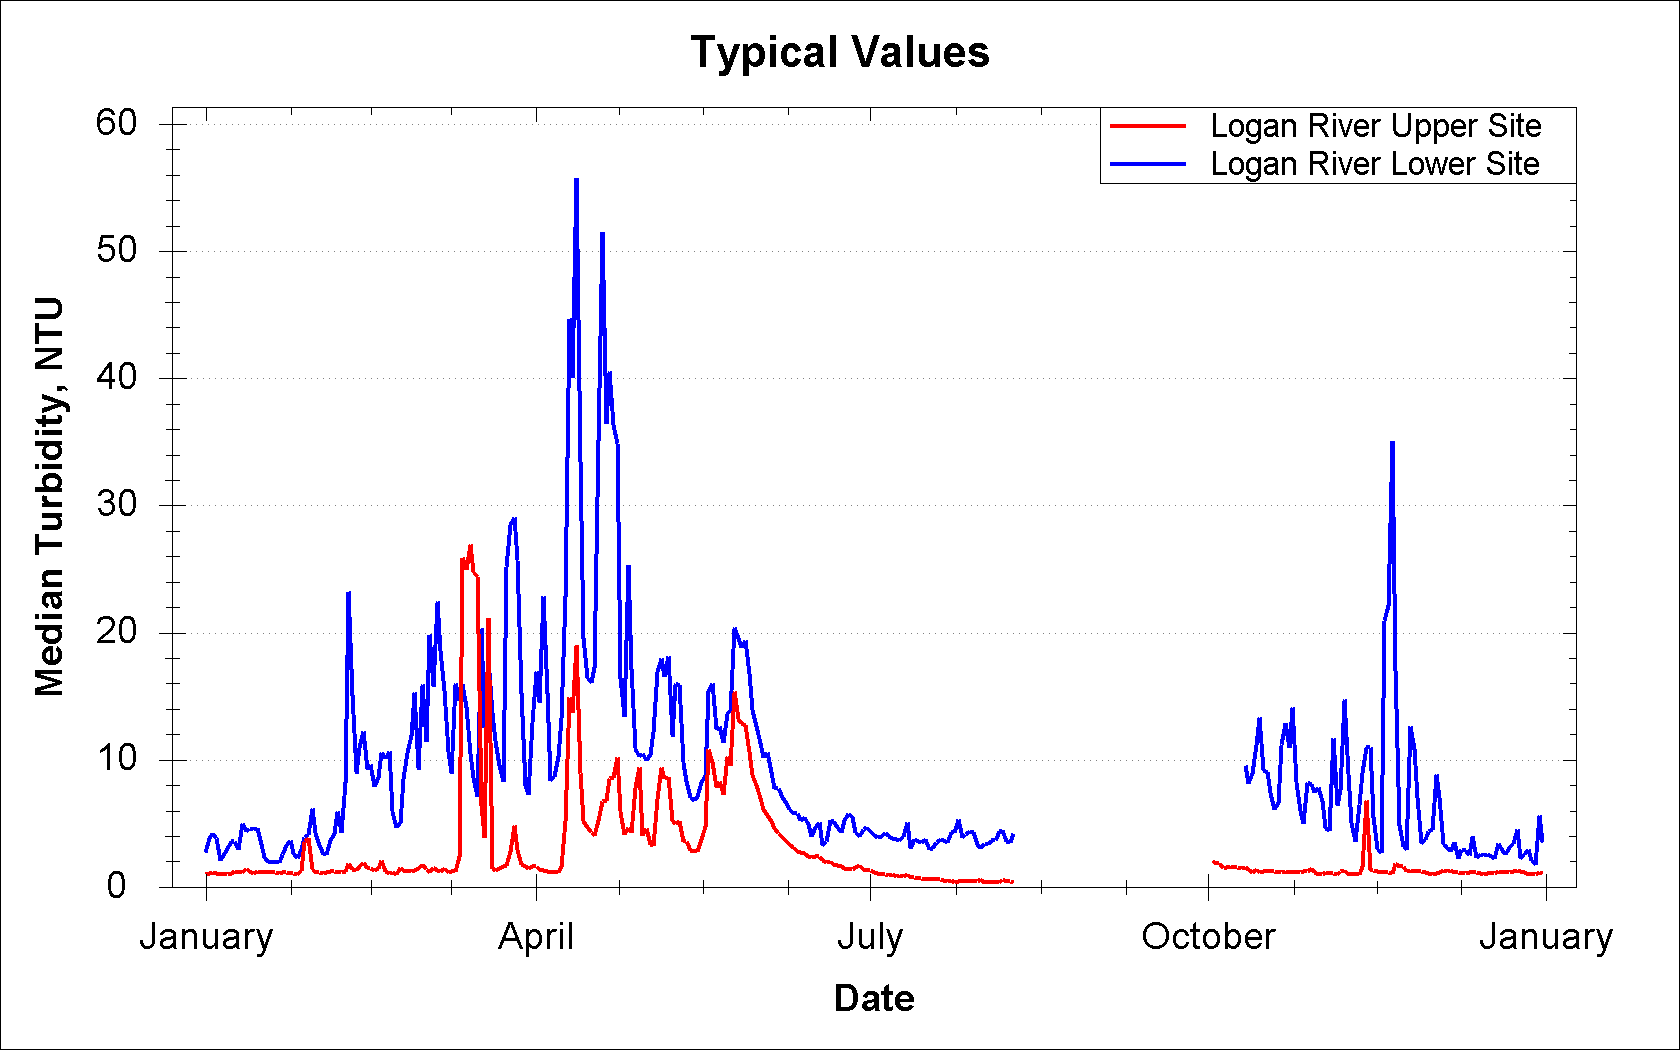 Typical Values
Logan River Upper Site
Logan River Lower Site
Median Turbidity, NTU
60
50
40
30
20
10
0
January April July October January
Date